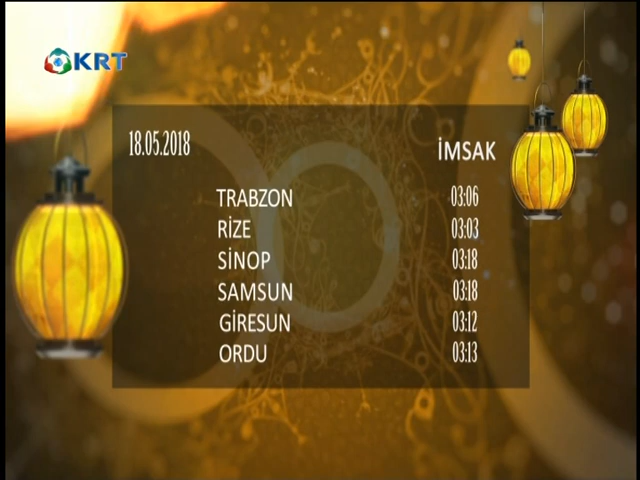 KRT
18.05.2018 İMSAK
TRABZON 03:06
RİZE 03:03
SİNOP 03:18
SAMSUN 03:18
GİRESUN 03:12
ORDU 03:13